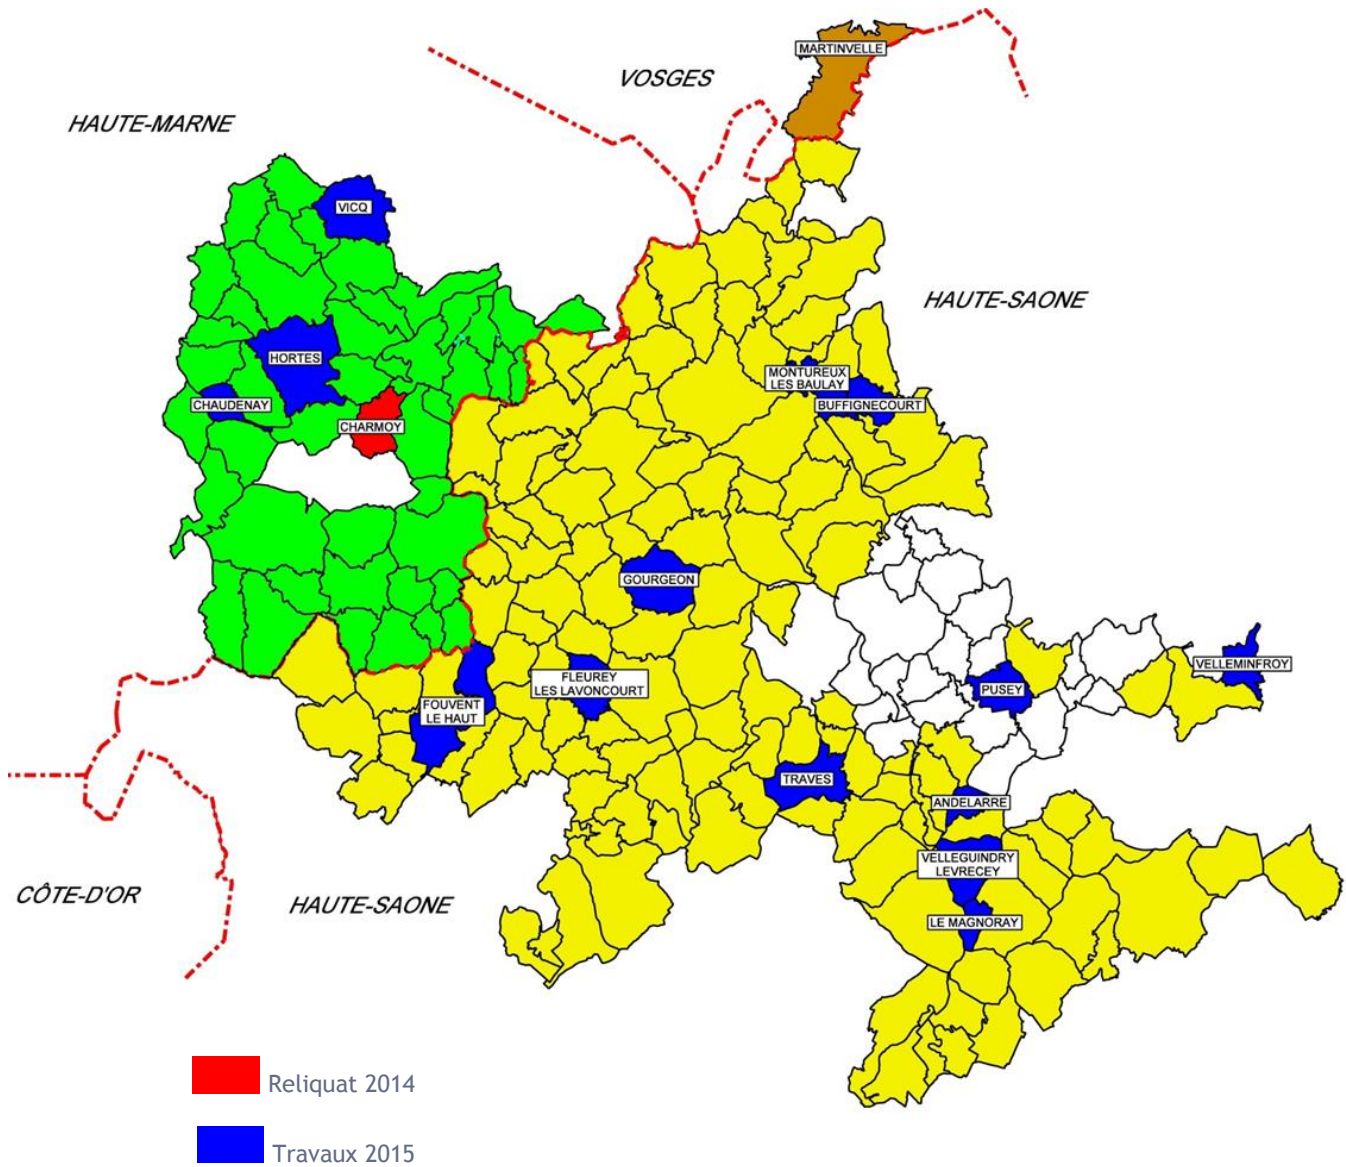 MARTINVELLE
VOSGES
HAUTE-MARNE
VICQ
HAUTE-SAONE
HORTES
MONTUREUX
LES BAULAY
CHAUDENAY
BUFFIGNECOURT
CHARMOY
GOURGEON
VELLEMINFROY
FLEUREY
LES LAVONCOURT
PUSEY
FOUVENT
LE HAUT
TRAVES
ANDELARRE
VELLEGUINDRY
LEVRECEY
CÔTE-D'OR
HAUTE-SAONE
LE MAGNORAY
Reliquat 2014
Travaux 2015